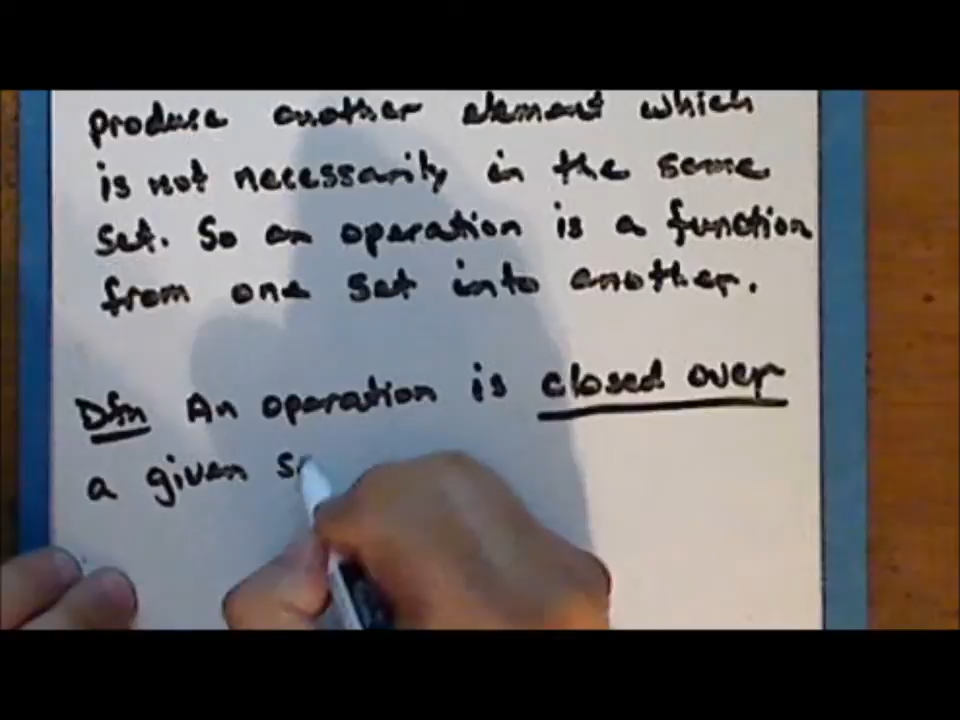 produce another element which
is not necessarily in the same
set. So an operation is a function
from one set into another.
Dfn An operation is closed over
a given se